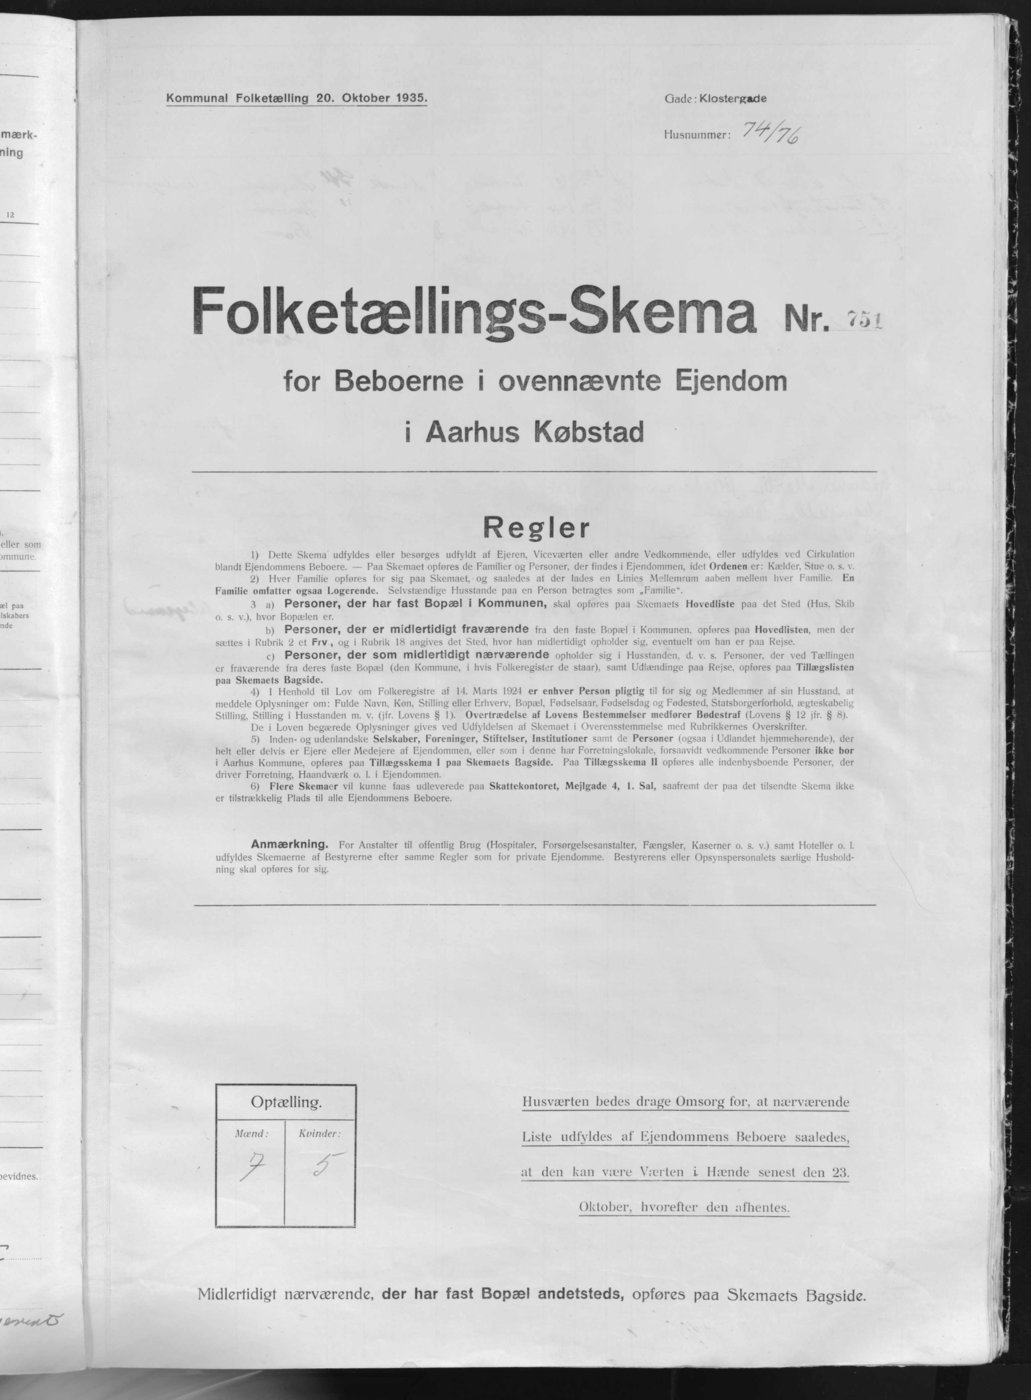 Kommunal Folketælling 20. Oktober 1935.
Gade: Klostergade
Husnummer: 74/76
mærk-
ning
12
Folketællings-Skema Nr. 751
for Beboerne i ovennævnte Ejendom
i Aarhus Købstad
Regler
1) Dette Skema udfyldes eller besørges udfyldt af Ejeren, Viceværten eller andre Vedkommende, eller udfyldes ved Cirkulation
blandt Ejendommens Beboere. — Paa Skemaet opføres de Familier og Personer, der findes i Ejendommen, idet Ordenen er: Kælder, Stue o. s. v.
2) Hver Familie opføres for sig paa Skemaet, og saaledes at der lades en Linies Mellemrum aaben mellem hver Familie. En
Familie omfatter ogsaa Logerende. Selvstændige Husstande paa en Person betragtes som „Familie“.
3 a) Personer, der har fast Bopæl i Kommunen, skal opføres paa Skemaets Hovedliste paa det Sted (Hus, Skib
o. s. v.), hvor Bopælen er.
b) Personer, der er midlertidigt fraværende fra den faste Bopæl i Kommunen, opføres paa Hovedlisten, men der
sættes i Rubrik 2 et Frv., og i Rubrik 18 angives det Sted, hvor han midlertidigt opholder sig, eventuelt om han er paa Rejse.
c) Personer, der som midlertidigt nærværende opholder sig i Husstanden, d. v. s. Personer, der ved Tællingen
er fraværende fra deres faste Bopæl (den Kommune, i hvis Folkeregister de staar), samt Udlændinge paa Rejse, opføres paa Tillægslisten
paa Skemaets Bagside.
4) I Henhold til Lov om Folkeregistre af 14. Marts 1924 er enhver Person pligtig til for sig og Medlemmer af sin Husstand, at
meddele Oplysninger om: Fulde Navn, Køn, Stilling eller Erhverv, Bopæl, Fødselsaar, Fødselsdag og Fødested, Statsborgerforhold, ægteskabelig
Stilling, Stilling i Husstanden m. v. (jfr. Lovens § 1). Overtrædelse af Lovens Bestemmelser medfører Bødestraf (Lovens § 12 jfr. § 8).
De i Loven begærede Oplysninger gives ved Udfyldelsen af Skemaet i Overensstemmelse med Rubrikkernes Overskrifter.
5) Inden- og udenlandske Selskaber, Foreninger, Stiftelser, Institutioner samt de Personer (ogsaa i Udlandet hjemmehørende), der
helt eller delvis er Ejere eller Medejere af Ejendommen, eller som i denne har Forretningslokale, forsaavidt vedkommende Personer ikke bor
i Aarhus Kommune, opføres paa Tillægsskema I paa Skemaets Bagside. Paa Tillægsskema II opføres alle indenbysboende Personer, der
driver Forretning, Haandværk o. l. i Ejendommen.
6) Flere Skemaer vil kunne faas udleverede paa Skattekontoret, Mejlgade 4, 1. Sal, saafremt der paa det tilsendte Skema ikke
er tilstrækkelig Plads til alle Ejendommens Beboere.
Anmærkning. For Anstalter til offentlig Brug (Hospitaler, Forsørgelsesanstalter, Fængsler, Kaserner o. s. v.) samt Hoteller o. l.
udfyldes Skemaerne af Bestyrerne efter samme Regler som for private Ejendomme. Bestyrerens eller Opsynspersonalets særlige Hushold-
ning skal opføres for sig.
Optælling.
Mænd: Kvinder:
7 5
Husværten bedes drage Omsorg for, at nærværende
Liste udfyldes af Ejendommens Beboere saaledes,
at den kan være Værten i Hænde senest den 23.
Oktober, hvorefter den afhentes.
Midlertidigt nærværende, der har fast Bopæl andetsteds, opføres paa Skemaets Bagside.
eller som
ommune.
æl paa
lskabers
nde
bevidnes.